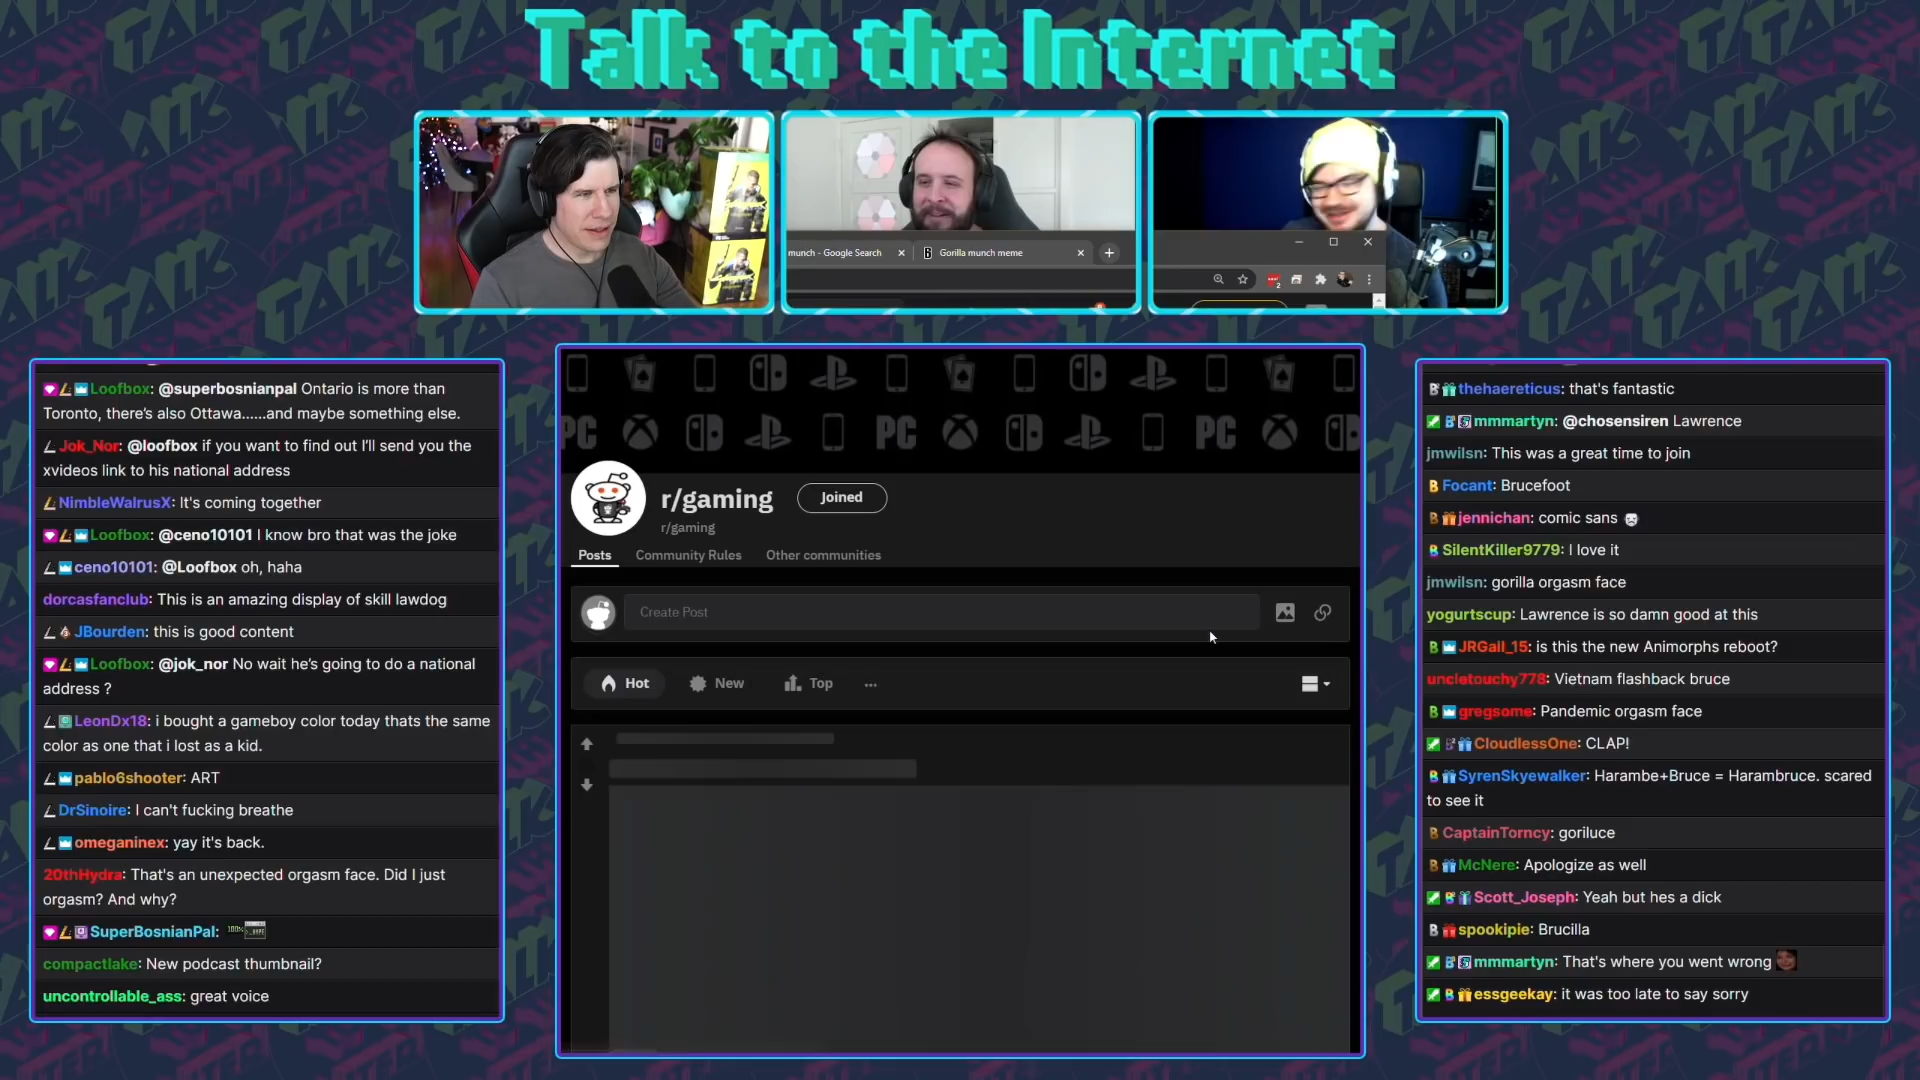 Talk to the Internet
munch - Google Search
Gorilla munch meme
Loofbox: @superbosnianpal Ontario is more than
Toronto, there's also Ottawa......and maybe something else.
Jok_Nor: @loofbox if you want to find out I'll send you the
xvideos link to his national address
NimbleWalrusX: It's coming together
Loofbox: @ceno10101 I know bro that was the joke
ceno10101: @Loofbox oh, haha
dorcasfanclub: This is an amazing display of skill lawdog
JBourden: this is good content
Loofbox: @jok_nor No wait he's going to do a national
address ?
LeonDx18: i bought a gameboy color today thats the same
color as one that i lost as a kid.
pablo6shooter: ART
DrSinoire: I can't fucking breathe
omeganinex: yay it's back.
20thHydra: That's an unexpected orgasm face. Did I just
orgasm? And why?
SuperBosnianPal:
compactlake: New podcast thumbnail?
uncontrollable_ass: great voice
PC PC PC
r/gaming
Joined
r/gaming
Posts
Community Rules
Other communities
Create Post
Hot
New
Top
...
thehaereticus: that's fantastic
mmmartyn: @chosensiren Lawrence
jmwilsn: This was a great time to join
Focant: Brucefoot
jennichan: comic sans
SilentKiller9779: I love it
jmwilsn: gorilla orgasm face
yogurtscup: Lawrence is so damn good at this
JRGall_15: is this the new Animorphs reboot?
uncletouchy778: Vietnam flashback bruce
gregsome: Pandemic orgasm face
CloudlessOne: CLAP!
SyrenSkyewalker: Harambe+Bruce = Harambruce. scared
to see it
CaptainTorncy: goriluce
McNere: Apologize as well
Scott_Joseph: Yeah but hes a dick
spookipie: Brucilla
mmmartyn: That's where you went wrong
essgeekay: it was too late to say sorry